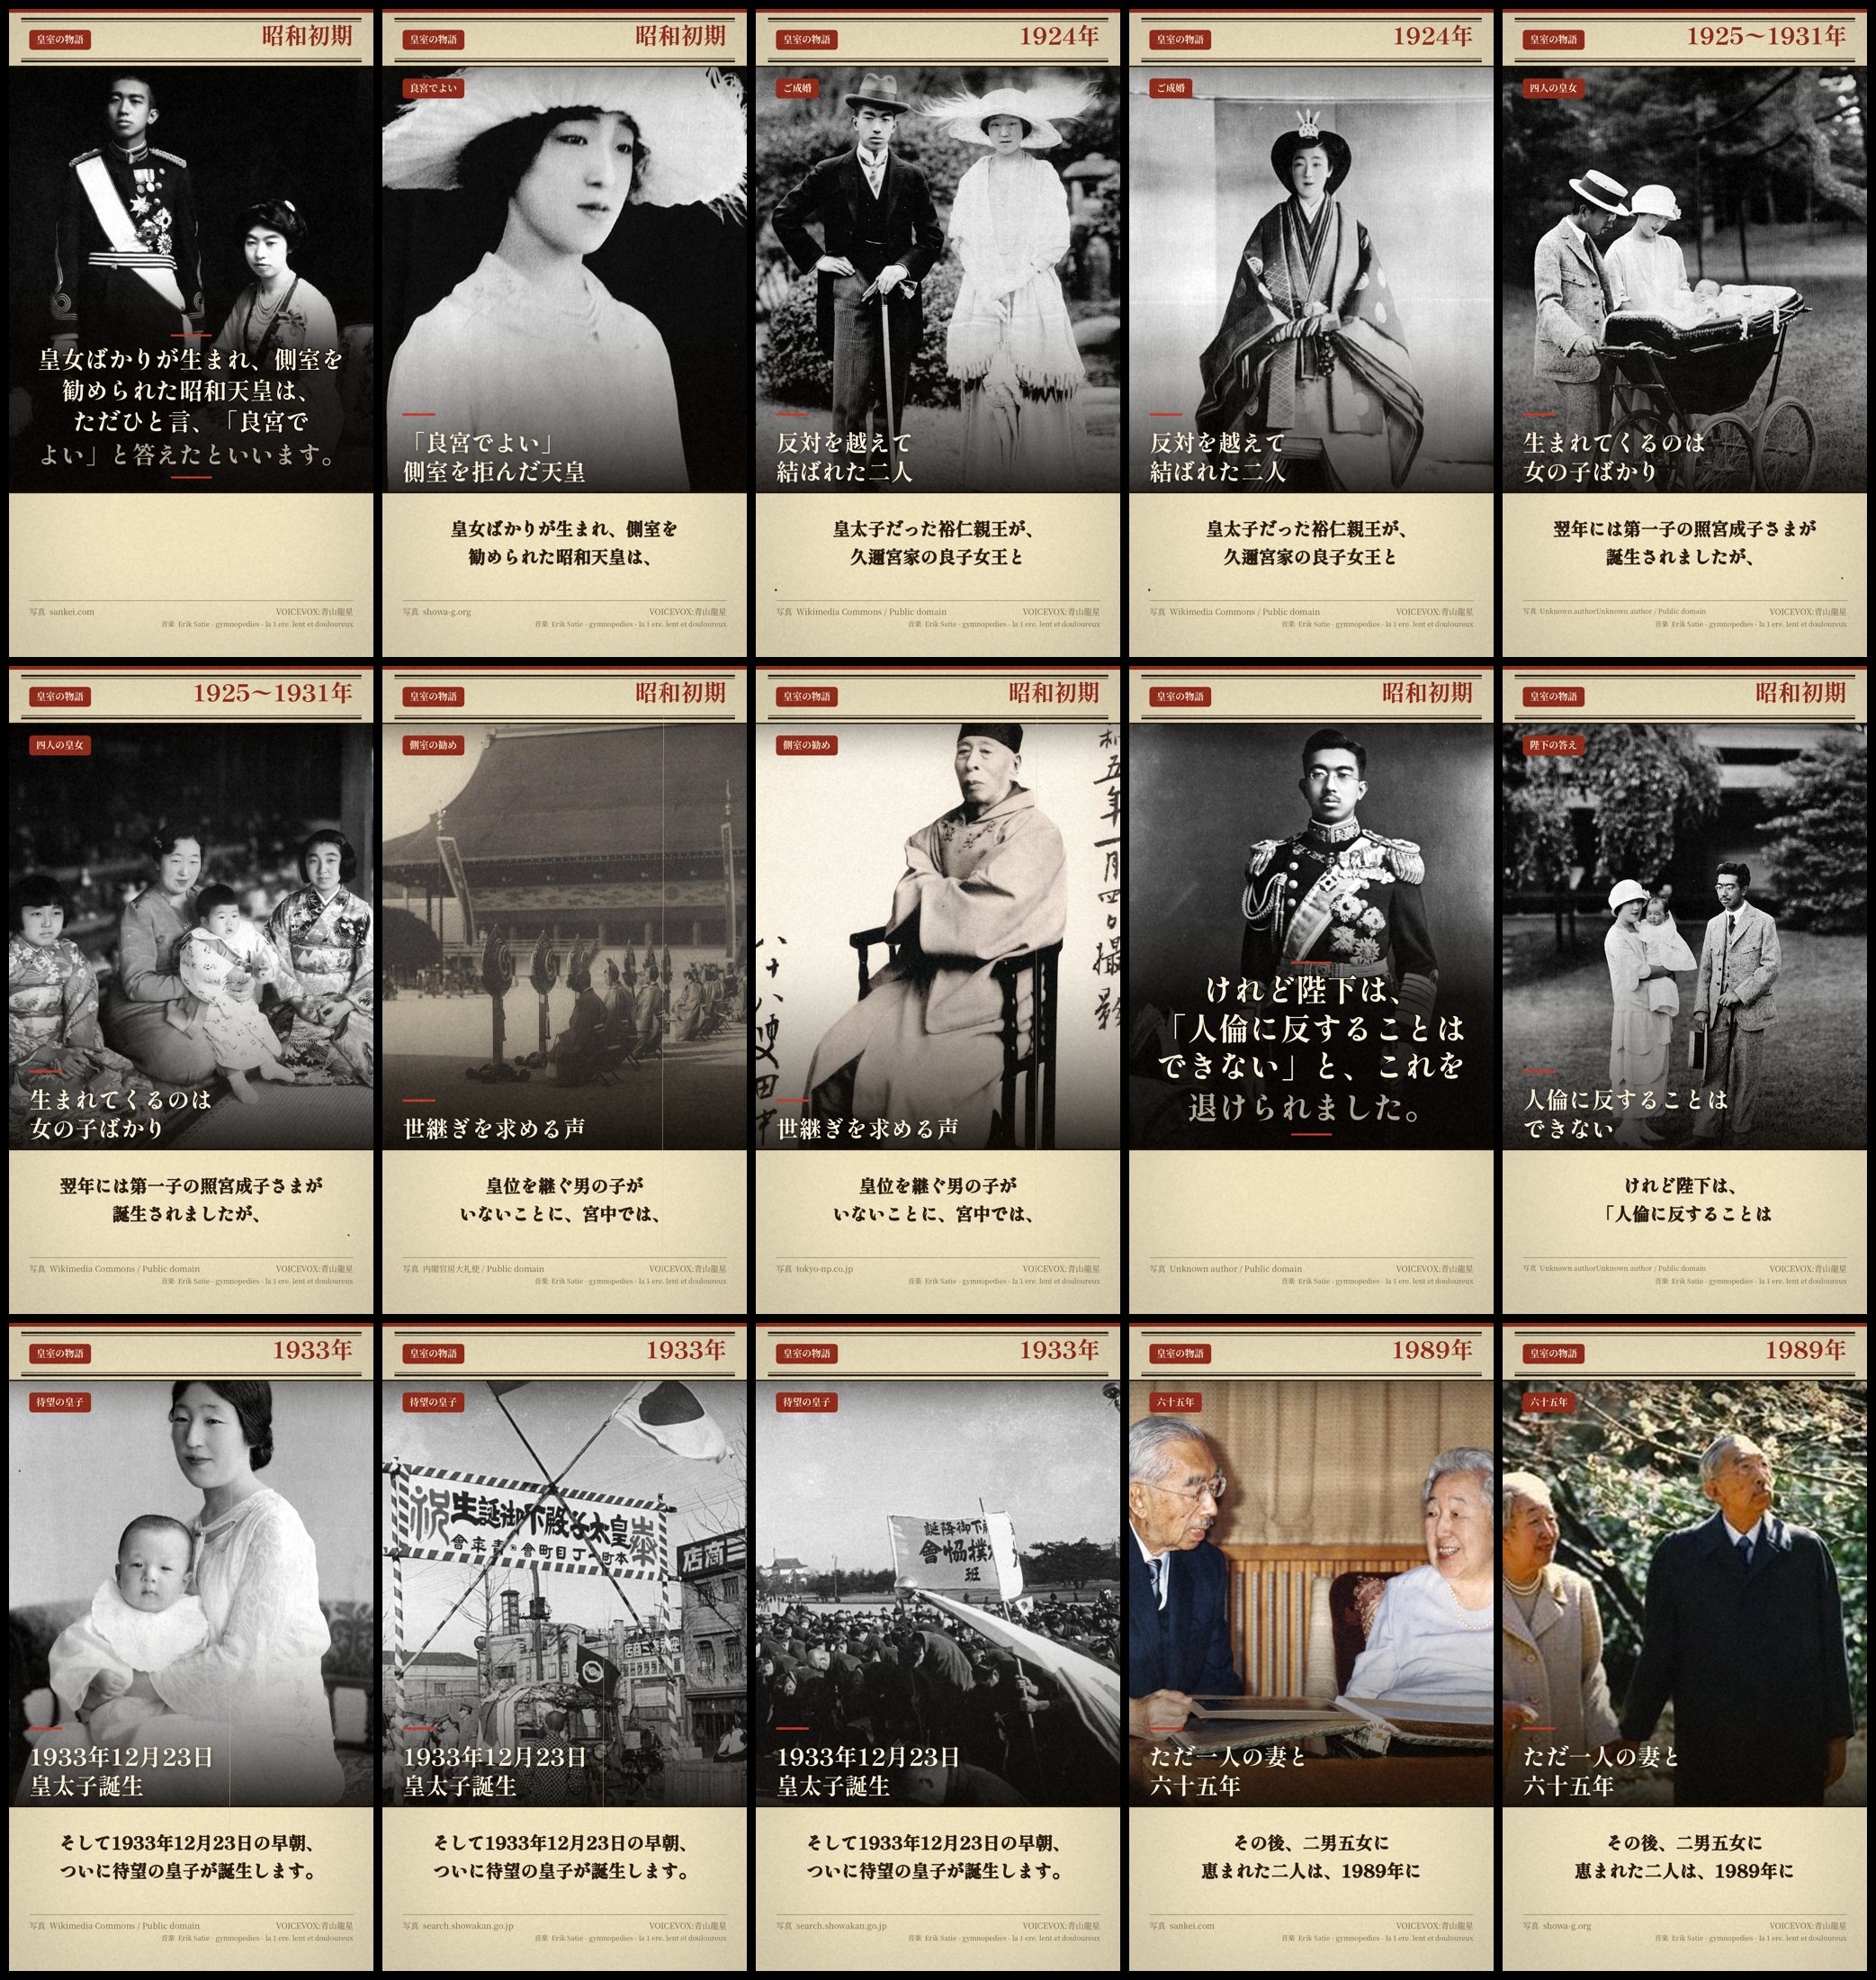 皇室の物語
昭和初期
皇女ばかりが生まれ、側室を
勧められた昭和天皇は、
ただひと言、「良宮で
よい」と答えたといいます。
写真 sankei.com
VOICEVOX:青山龍星
音楽 Erik Satie - gymnopedies - la 1 ere. lent et douloureux
皇室の物語
昭和初期
良宮でよい
「良宮でよい」
側室を拒んだ天皇
皇女ばかりが生まれ、側室を
勧められた昭和天皇は、
写真 showa-g.org
VOICEVOX:青山龍星
音楽 Erik Satie - gymnopedies - la 1 ere. lent et douloureux
皇室の物語
1924年
ご成婚
反対を越えて
結ばれた二人
皇太子だった裕仁親王が、
久邇宮家の良子女王と
写真 Wikimedia Commons / Public domain
VOICEVOX:青山龍星
音楽 Erik Satie - gymnopedies - la 1 ere. lent et douloureux
皇室の物語
1924年
ご成婚
反対を越えて
結ばれた二人
皇太子だった裕仁親王が、
久邇宮家の良子女王と
写真 Wikimedia Commons / Public domain
VOICEVOX:青山龍星
音楽 Erik Satie - gymnopedies - la 1 ere. lent et douloureux
皇室の物語
1925〜1931年
四人の皇女
生まれてくるのは
女の子ばかり
翌年には第一子の照宮成子さまが
誕生されましたが、
写真 Unknown authorUnknown author / Public domain
VOICEVOX:青山龍星
音楽 Erik Satie - gymnopedies - la 1 ere. lent et douloureux
皇室の物語
1925〜1931年
四人の皇女
生まれてくるのは
女の子ばかり
翌年には第一子の照宮成子さまが
誕生されましたが、
写真 Wikimedia Commons / Public domain
VOICEVOX:青山龍星
音楽 Erik Satie - gymnopedies - la 1 ere. lent et douloureux
皇室の物語
昭和初期
側室の勧め
世継ぎを求める声
皇位を継ぐ男の子が
いないことに、宮中では、
写真 内閣官房大礼使 / Public domain
VOICEVOX:青山龍星
音楽 Erik Satie - gymnopedies - la 1 ere. lent et douloureux
皇室の物語
昭和初期
側室の勧め
五年一月四日撮影
八十八
田中
世継ぎを求める声
皇位を継ぐ男の子が
いないことに、宮中では、
写真 tokyo-np.co.jp
VOICEVOX:青山龍星
音楽 Erik Satie - gymnopedies - la 1 ere. lent et douloureux
皇室の物語
昭和初期
けれど陛下は、
「人倫に反することは
できない」と、これを
退けられました。
写真 Unknown author / Public domain
VOICEVOX:青山龍星
音楽 Erik Satie - gymnopedies - la 1 ere. lent et douloureux
皇室の物語
昭和初期
陛下の答え
人倫に反することは
できない
けれど陛下は、
「人倫に反することは
写真 Unknown authorUnknown author / Public domain
VOICEVOX:青山龍星
音楽 Erik Satie - gymnopedies - la 1 ere. lent et douloureux
皇室の物語
1933年
待望の皇子
1933年12月23日
皇太子誕生
そして1933年12月23日の早朝、
ついに待望の皇子が誕生します。
写真 Wikimedia Commons / Public domain
VOICEVOX:青山龍星
音楽 Erik Satie - gymnopedies - la 1 ere. lent et douloureux
皇室の物語
1933年
待望の皇子
祝生誕御下殿子太皇奉
會年青會町目丁一町本
店商三
1933年12月23日
皇太子誕生
そして1933年12月23日の早朝、
ついに待望の皇子が誕生します。
写真 search.showakan.go.jp
VOICEVOX:青山龍星
音楽 Erik Satie - gymnopedies - la 1 ere. lent et douloureux
皇室の物語
1933年
待望の皇子
誕降御下
會協撲
班
1933年12月23日
皇太子誕生
そして1933年12月23日の早朝、
ついに待望の皇子が誕生します。
写真 search.showakan.go.jp
VOICEVOX:青山龍星
音楽 Erik Satie - gymnopedies - la 1 ere. lent et douloureux
皇室の物語
1989年
六十五年
ただ一人の妻と
六十五年
その後、二男五女に
恵まれた二人は、1989年に
写真 sankei.com
VOICEVOX:青山龍星
音楽 Erik Satie - gymnopedies - la 1 ere. lent et douloureux
皇室の物語
1989年
六十五年
ただ一人の妻と
六十五年
その後、二男五女に
恵まれた二人は、1989年に
写真 showa-g.org
VOICEVOX:青山龍星
音楽 Erik Satie - gymnopedies - la 1 ere. lent et douloureux